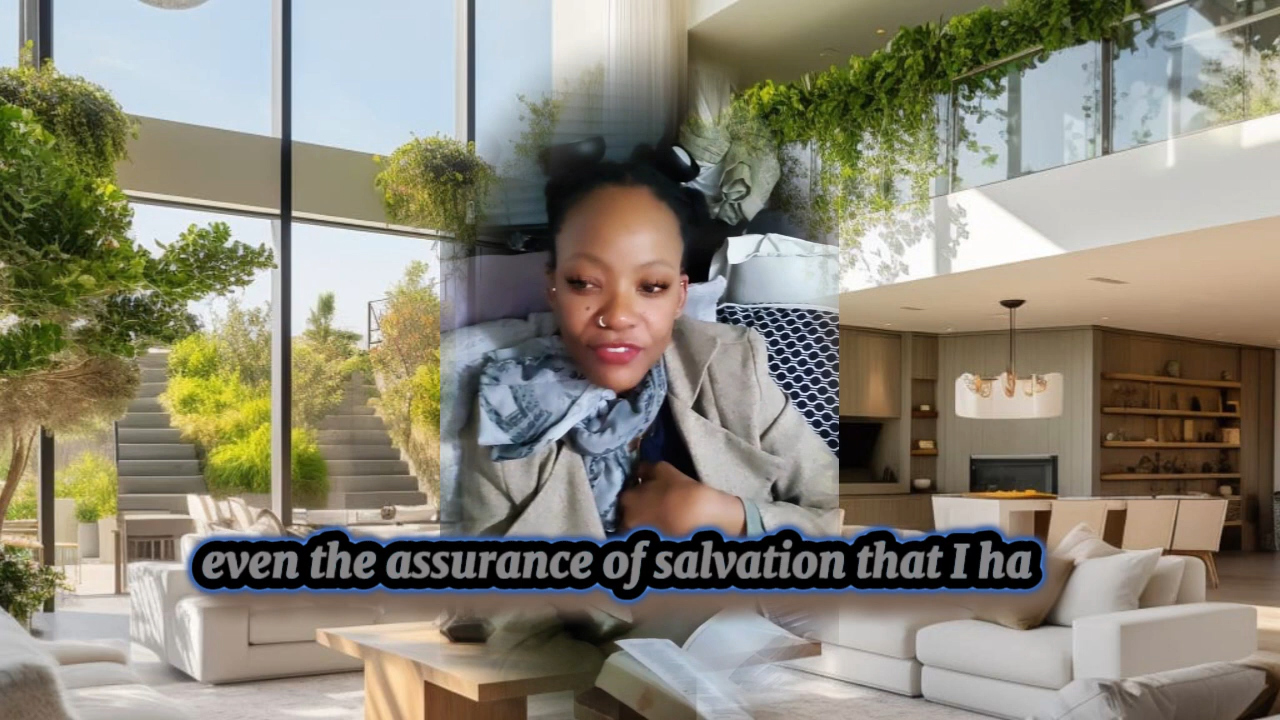 even the assurance of salvation that I ha